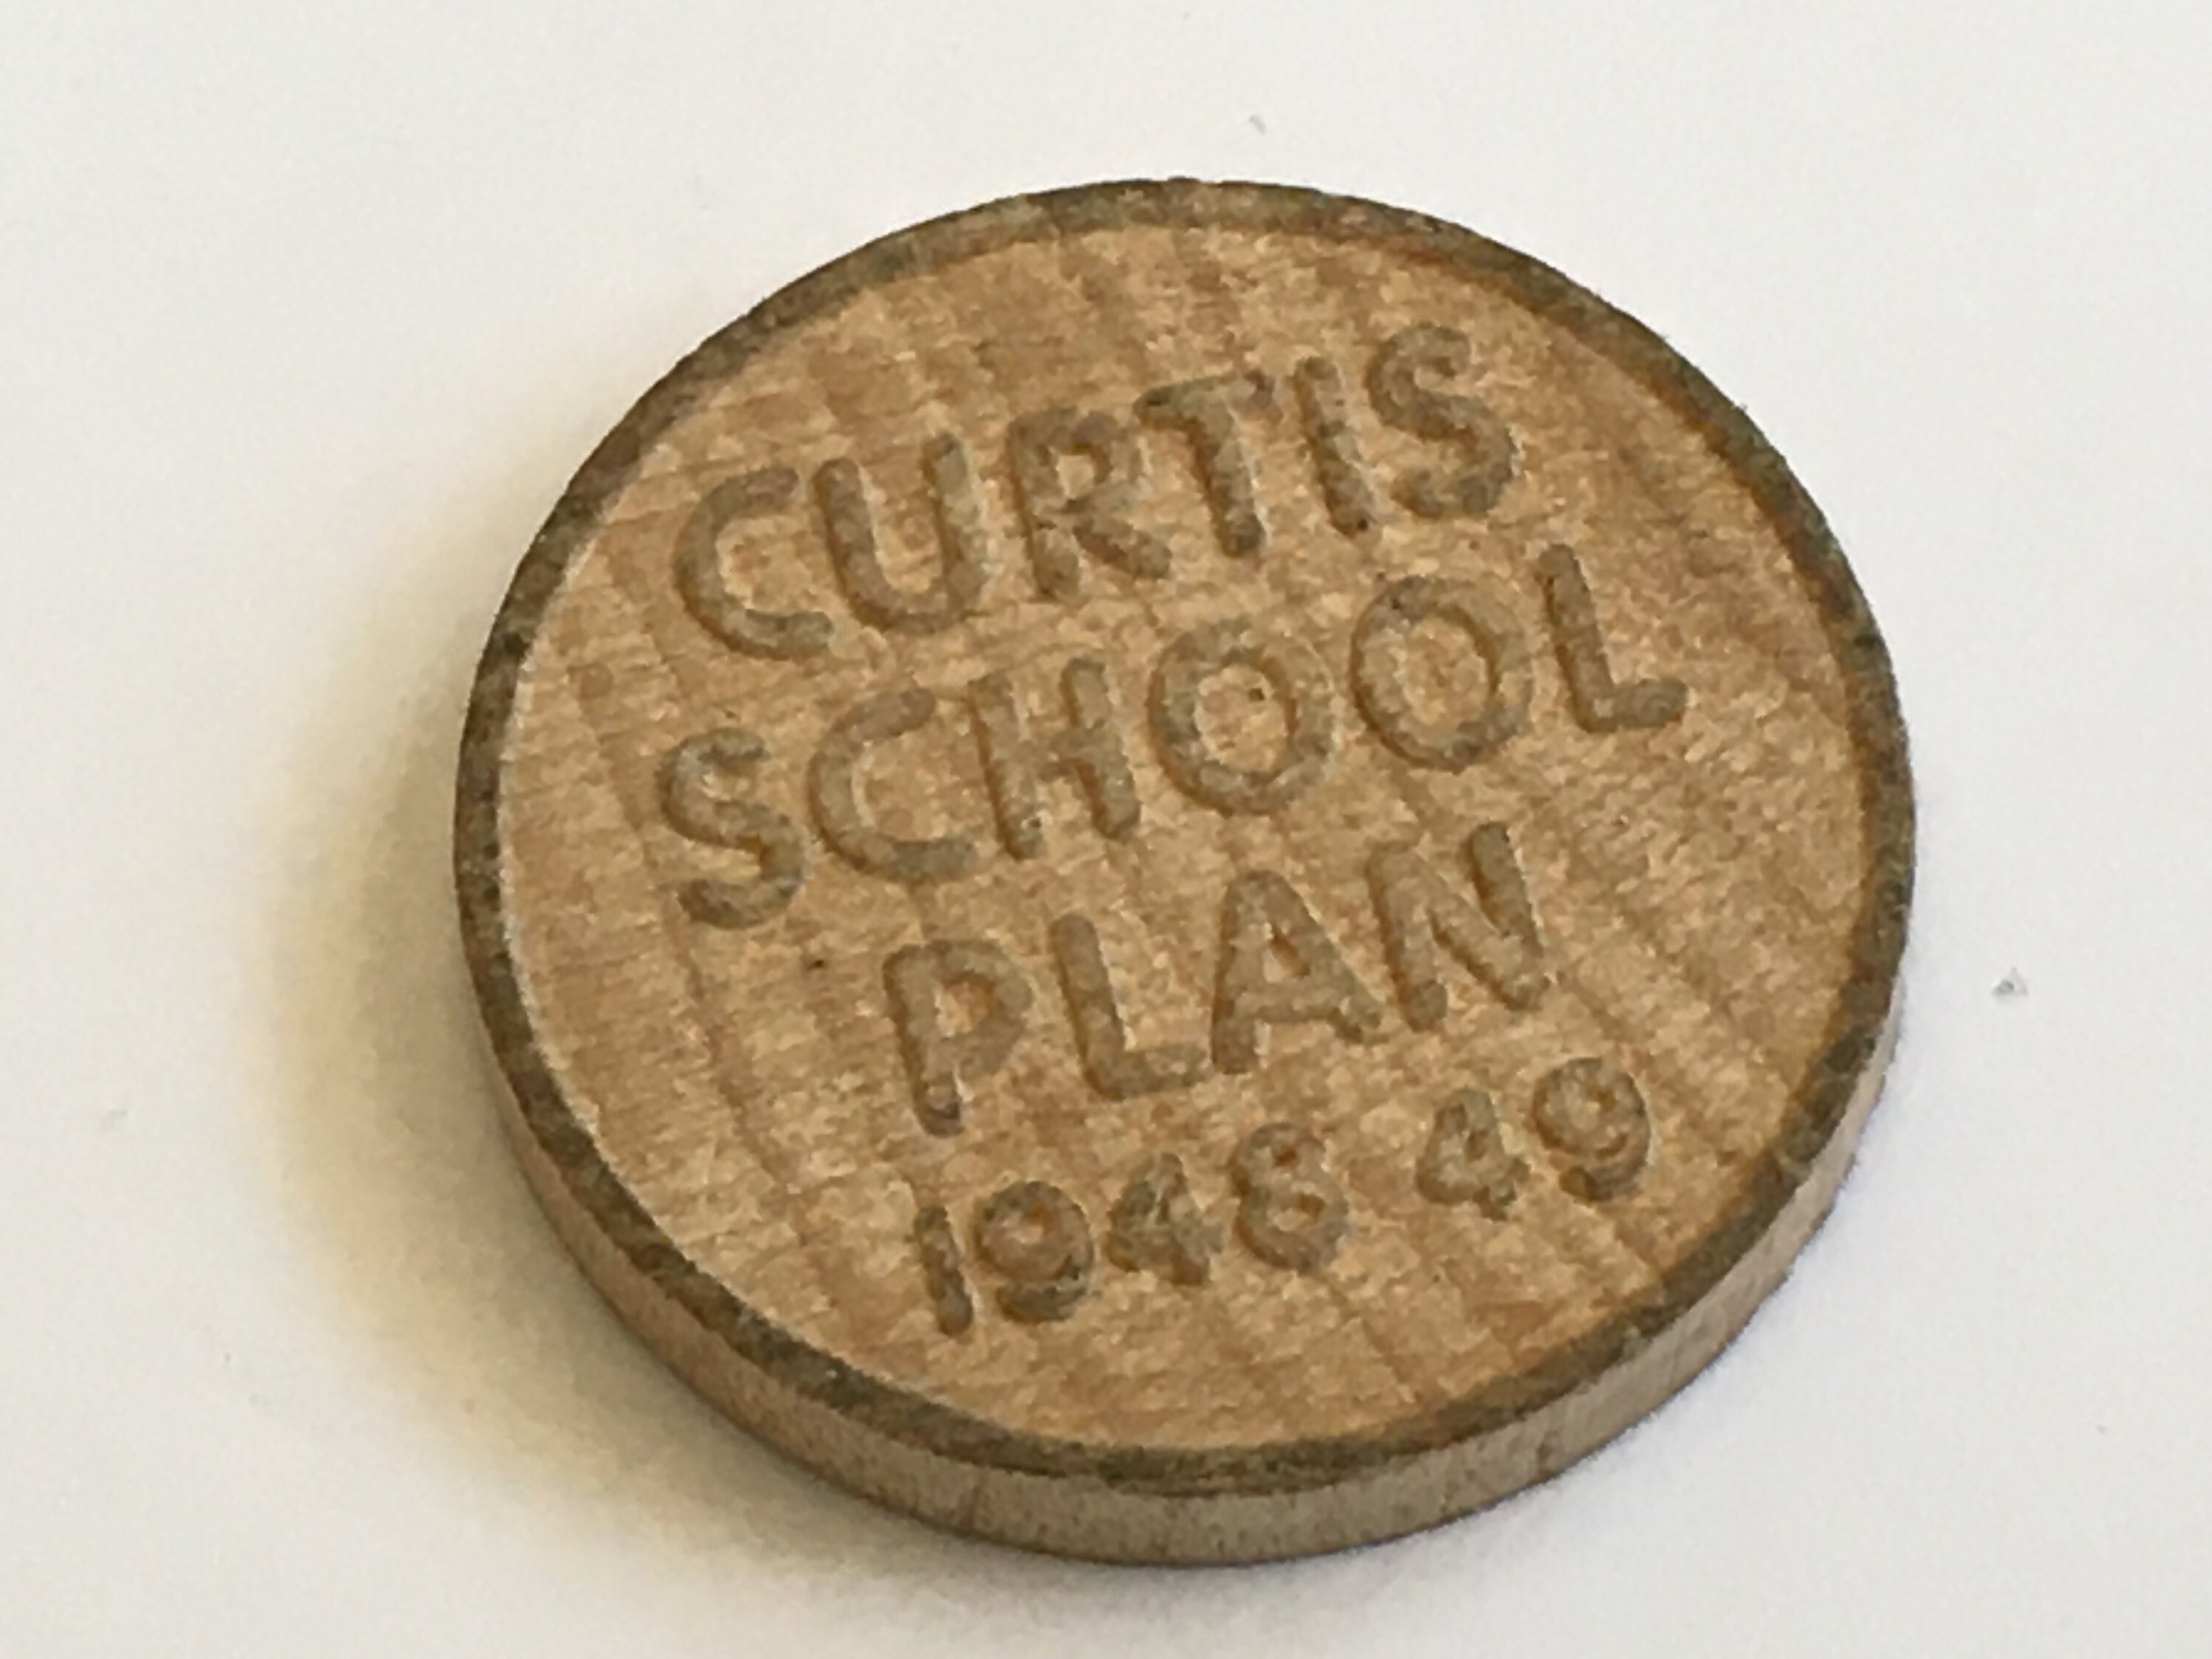 CURTIS
SCHOOL
PLAN
1948 49